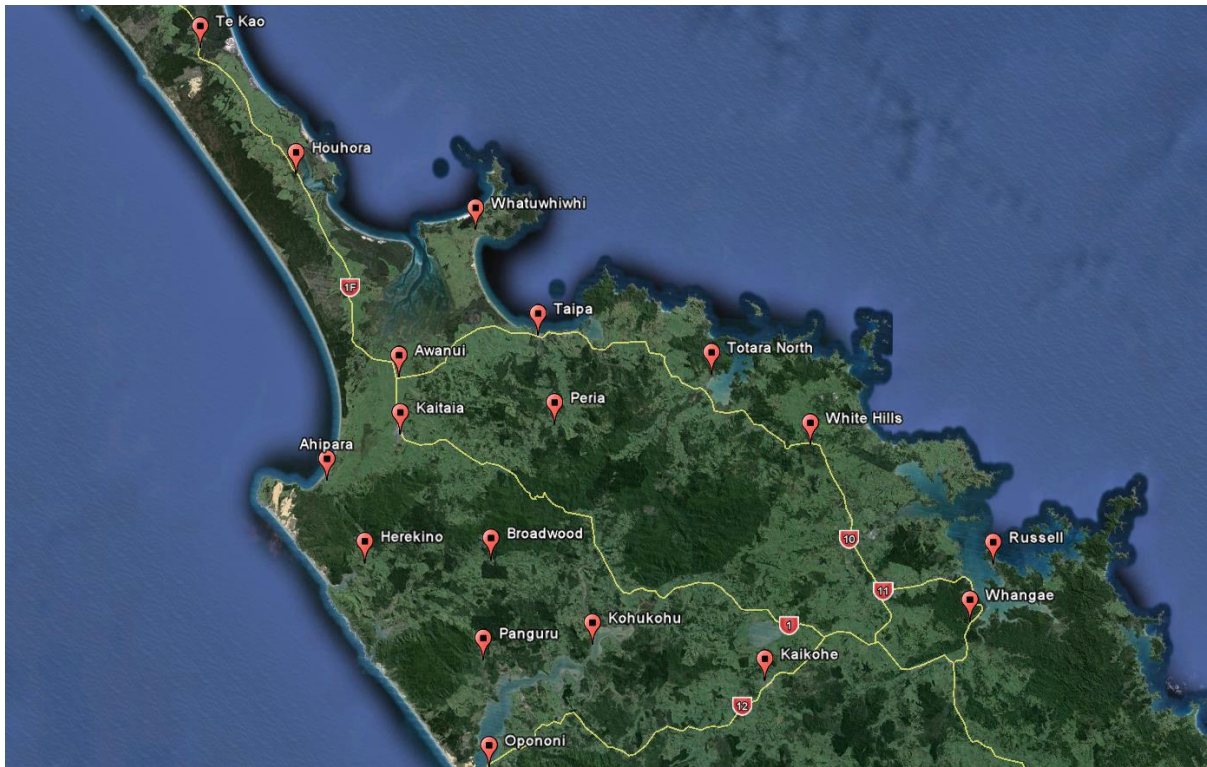 Te Kao
Houhora
Whatuwhiwhi
1F
Taipa
Awanui
Totara North
Peria
Kaitaia
White Hills
Ahipara
Herekino
Broadwood
10
Russell
11
Whangae
Kohukohu
1
Panguru
Kaikohe
12
Opononi